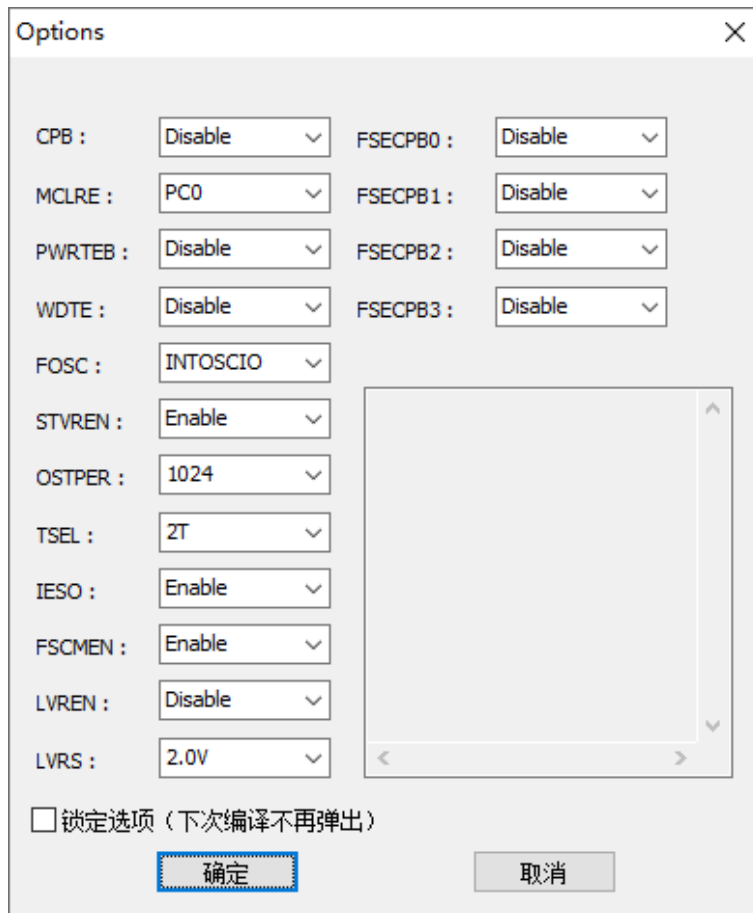 Options
CPB : Disable FSECPB0 : Disable
MCLRE : PC0 FSECPB1 : Disable
PWRTEB : Disable FSECPB2 : Disable
WDTE : Disable FSECPB3 : Disable
FOSC : INTOSCIO
STVREN : Enable
OSTPER : 1024
TSEL : 2T
IESO : Enable
FSCMEN : Enable
LVREN : Disable
LVRS : 2.0V
锁定选项（下次编译不再弹出）
确定 取消